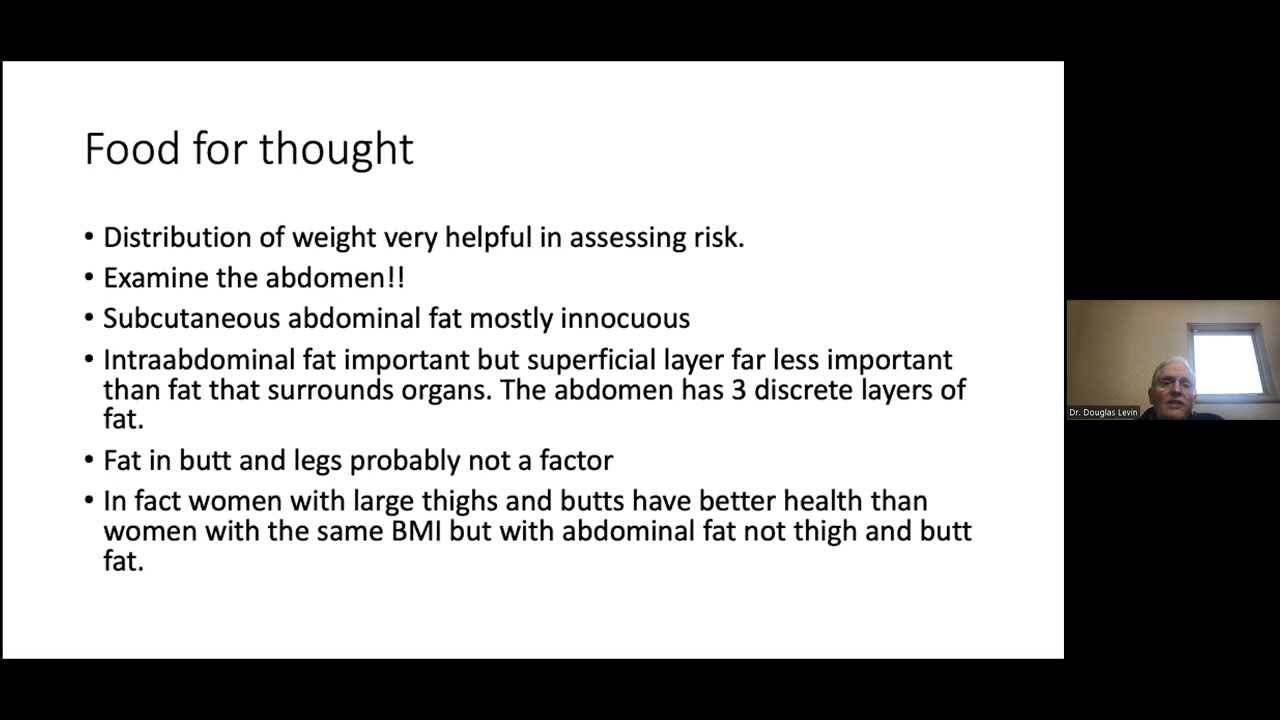 Food for thought
• Distribution of weight very helpful in assessing risk.
• Examine the abdomen!!
• Subcutaneous abdominal fat mostly innocuous
• Intraabdominal fat important but superficial layer far less important
than fat that surrounds organs. The abdomen has 3 discrete layers of
fat.
• Fat in butt and legs probably not a factor
• In fact women with large thighs and butts have better health than
women with the same BMI but with abdominal fat not thigh and butt
fat.
Dr. Douglas Levin